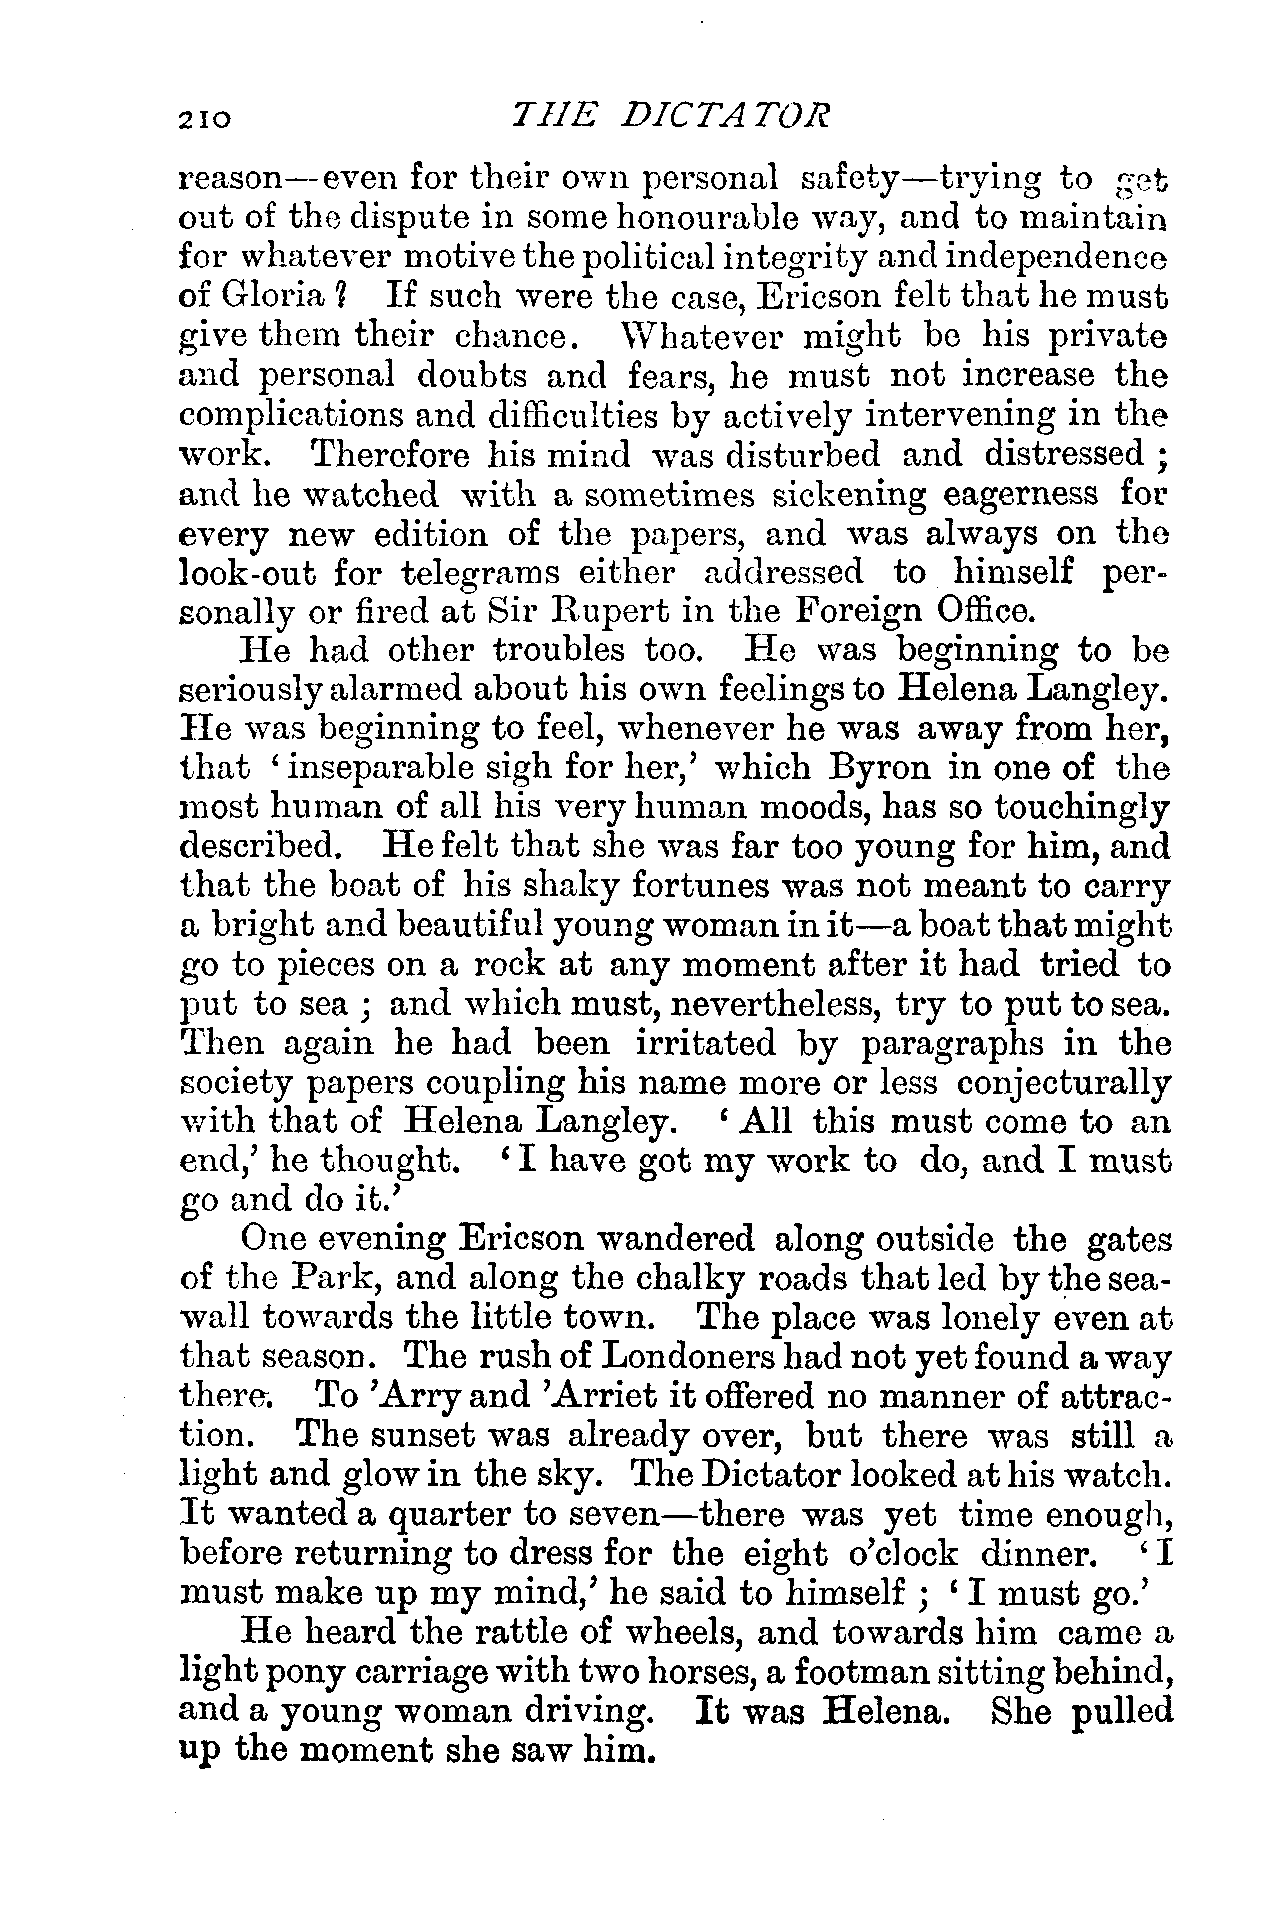 210 THE DICTATOR
reason—even for their own personal safety—trying to get
out of the dispute in some honourable way, and to maintain
for whatever motive the political integrity and independence
of Gloria? If such were the case, Ericson felt that he must
give them their chance. Whatever might be his private
and personal doubts and fears, he must not increase the
complications and difficulties by actively intervening in the
work. Therefore his mind was disturbed and distressed;
and he watched with a sometimes sickening eagerness for
every new edition of the papers, and was always on the
look-out for telegrams either addressed to himself per-
sonally or fired at Sir Rupert in the Foreign Office.
He had other troubles too. He was beginning to be
seriously alarmed about his own feelings to Helena Langley.
He was beginning to feel, whenever he was away from her,
that ‘inseparable sigh for her,’ which Byron in one of the
most human of all his very human moods, has so touchingly
described. He felt that she was far too young for him, and
that the boat of his shaky fortunes was not meant to carry
a bright and beautiful young woman in it—a boat that might
go to pieces on a rock at any moment after it had tried to
put to sea; and which must, nevertheless, try to put to sea.
Then again he had been irritated by paragraphs in the
society papers coupling his name more or less conjecturally
with that of Helena Langley. ‘All this must come to an
end,’ he thought. ‘I have got my work to do, and I must
go and do it.’
One evening Ericson wandered along outside the gates
of the Park, and along the chalky roads that led by the sea-
wall towards the little town. The place was lonely even at
that season. The rush of Londoners had not yet found a way
there. To ’Arry and ’Arriet it offered no manner of attrac-
tion. The sunset was already over, but there was still a
light and glow in the sky. The Dictator looked at his watch.
It wanted a quarter to seven—there was yet time enough,
before returning to dress for the eight o’clock dinner. ‘I
must make up my mind,’ he said to himself; ‘I must go.’
He heard the rattle of wheels, and towards him came a
light pony carriage with two horses, a footman sitting behind,
and a young woman driving. It was Helena. She pulled
up the moment she saw him.